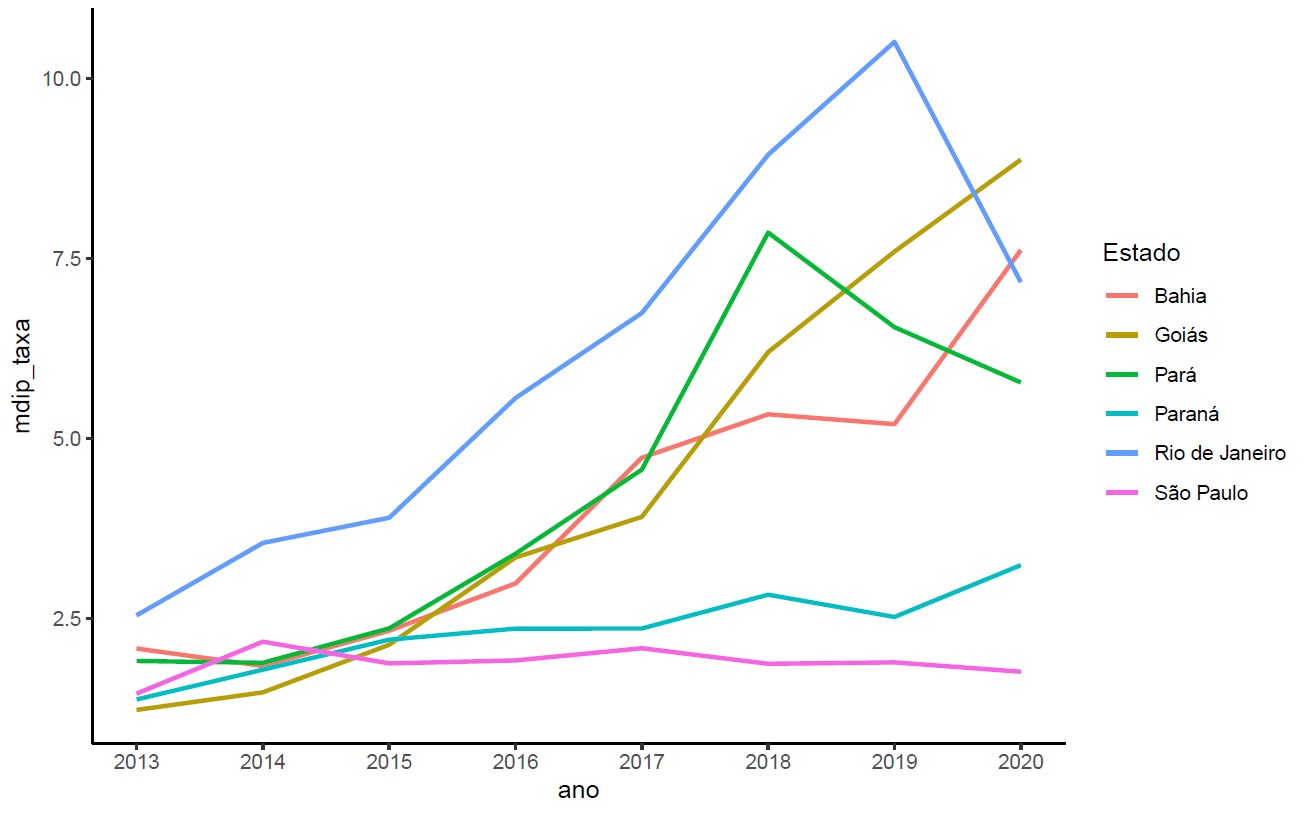 10.0
7.5
5.0
2.5
mdip_taxa
2013 2014 2015 2016 2017 2018 2019 2020
ano
Estado
Bahia
Goiás
Pará
Paraná
Rio de Janeiro
São Paulo